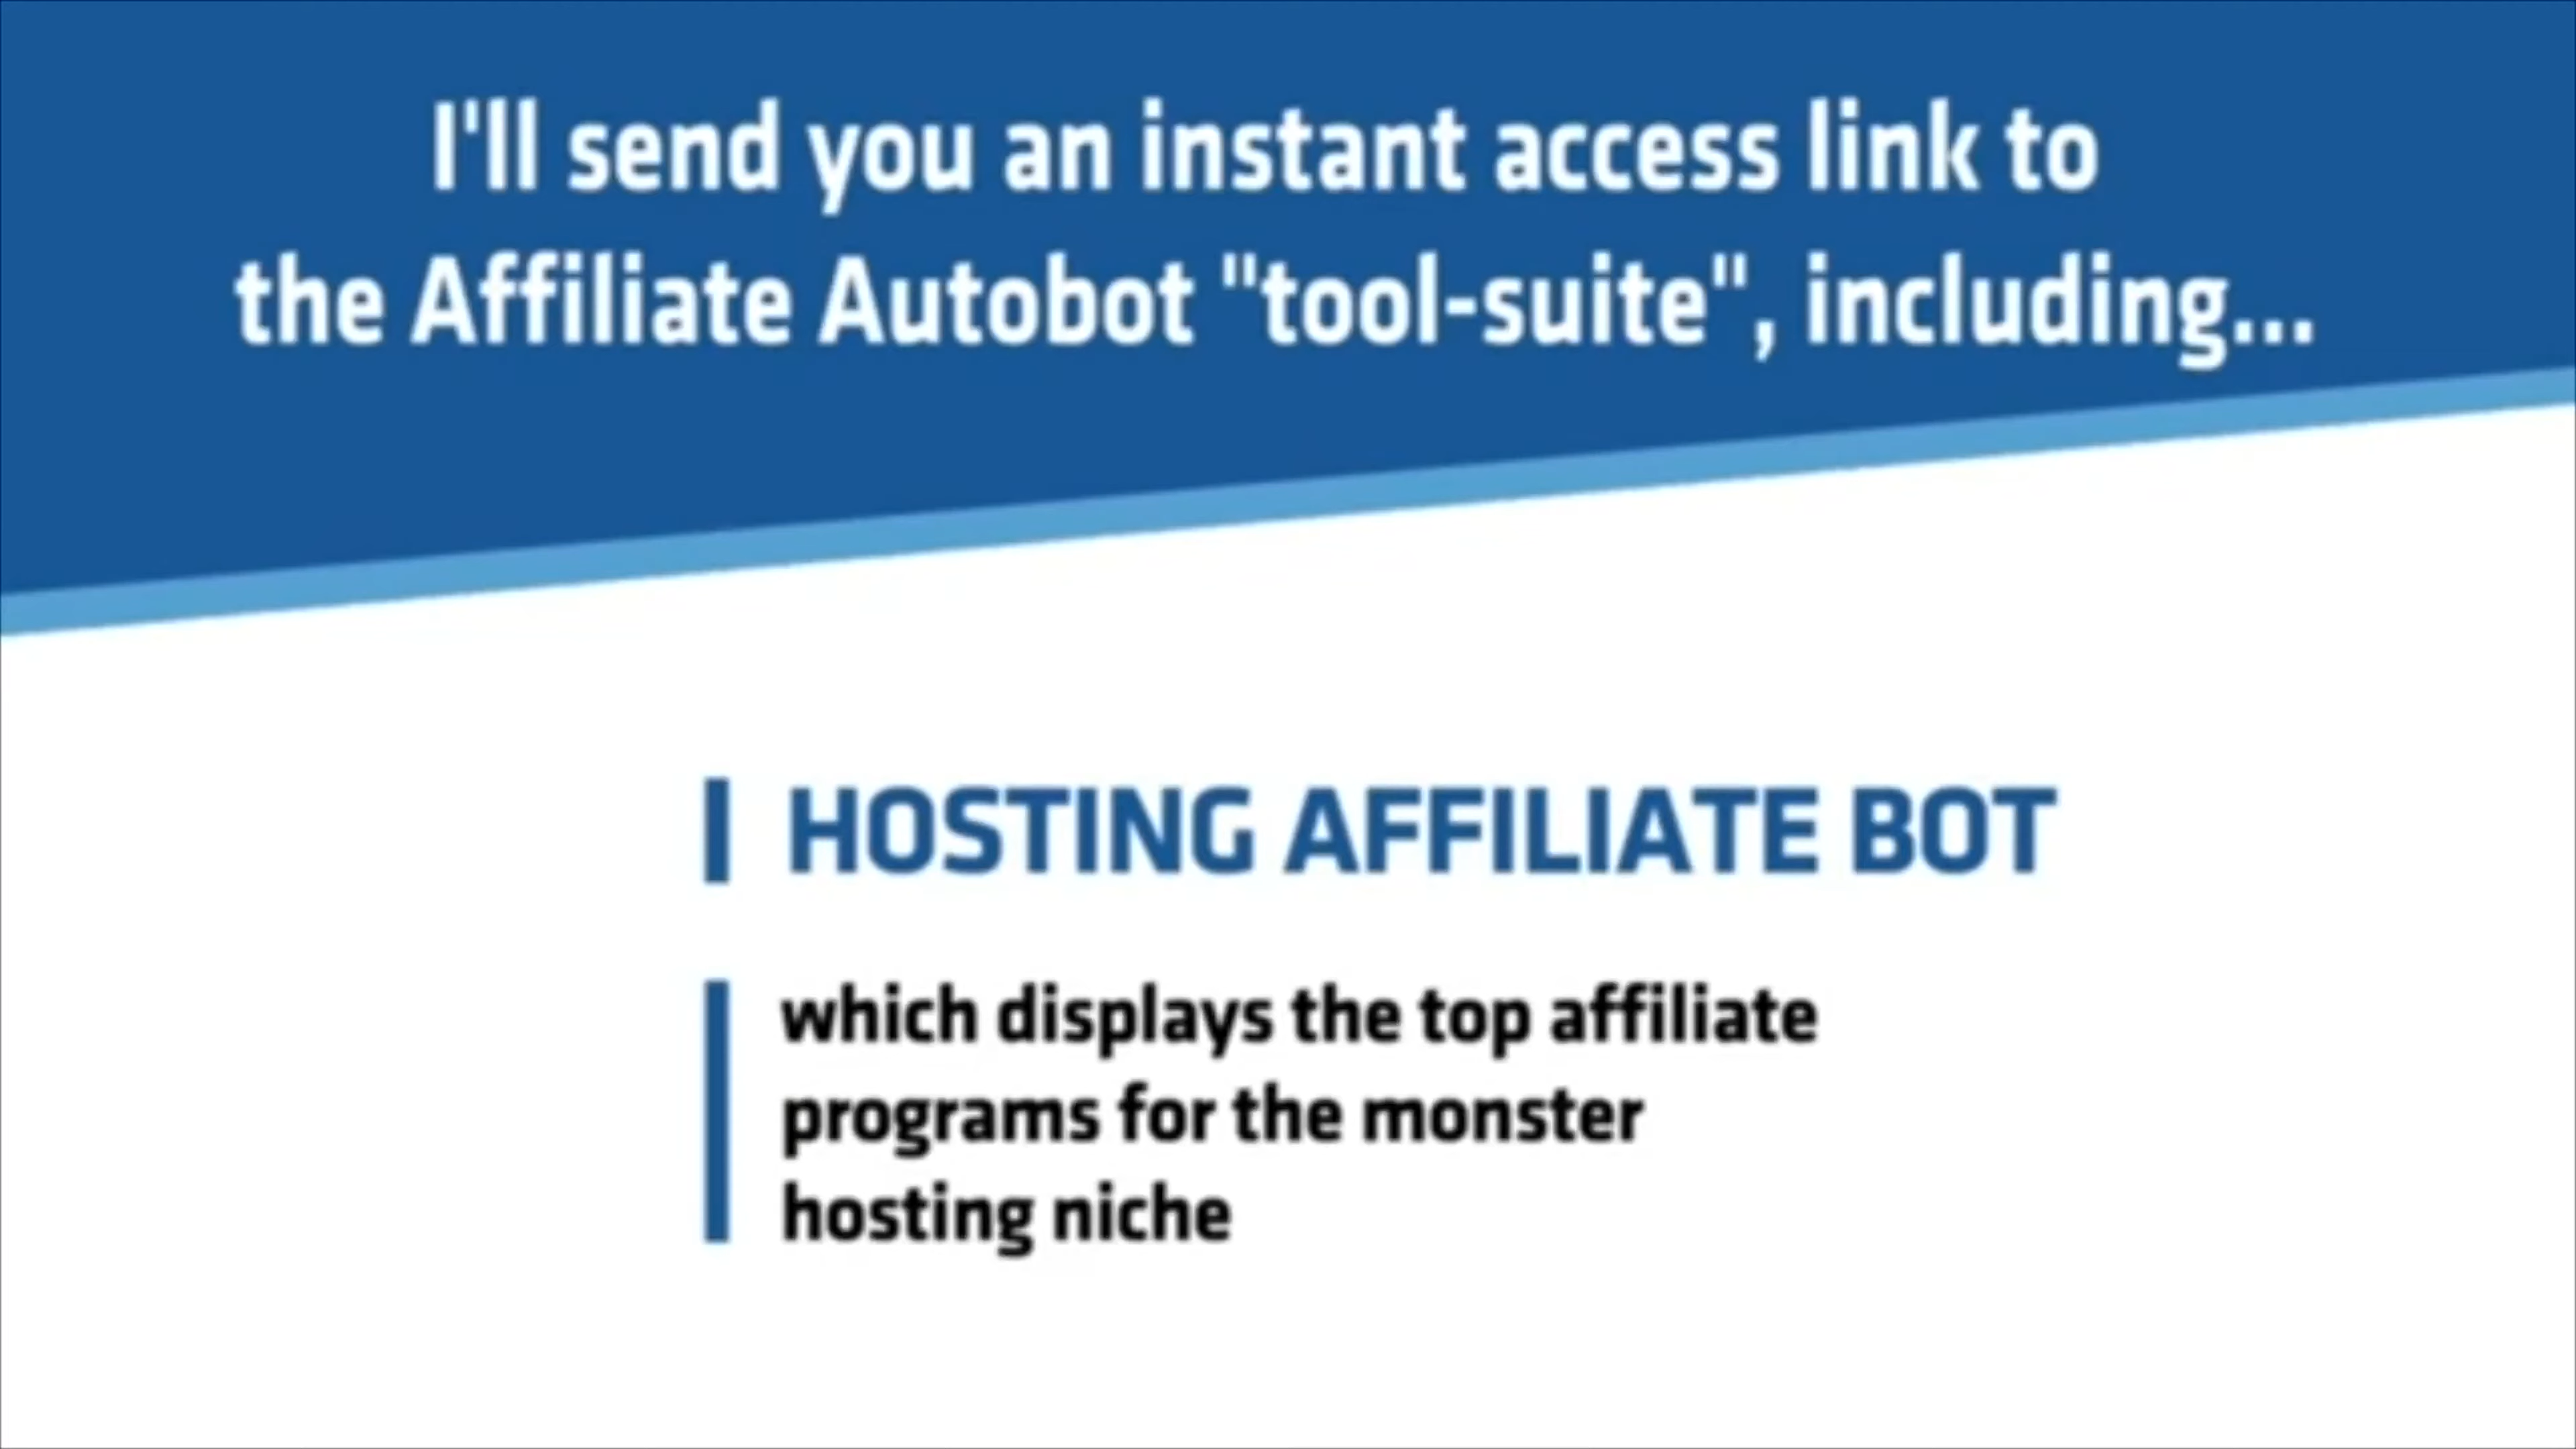 I'll send you an instant access link to
the Affiliate Autobot "tool-suite", including...
HOSTING AFFILIATE BOT
which displays the top affiliate
programs for the monster
hosting niche